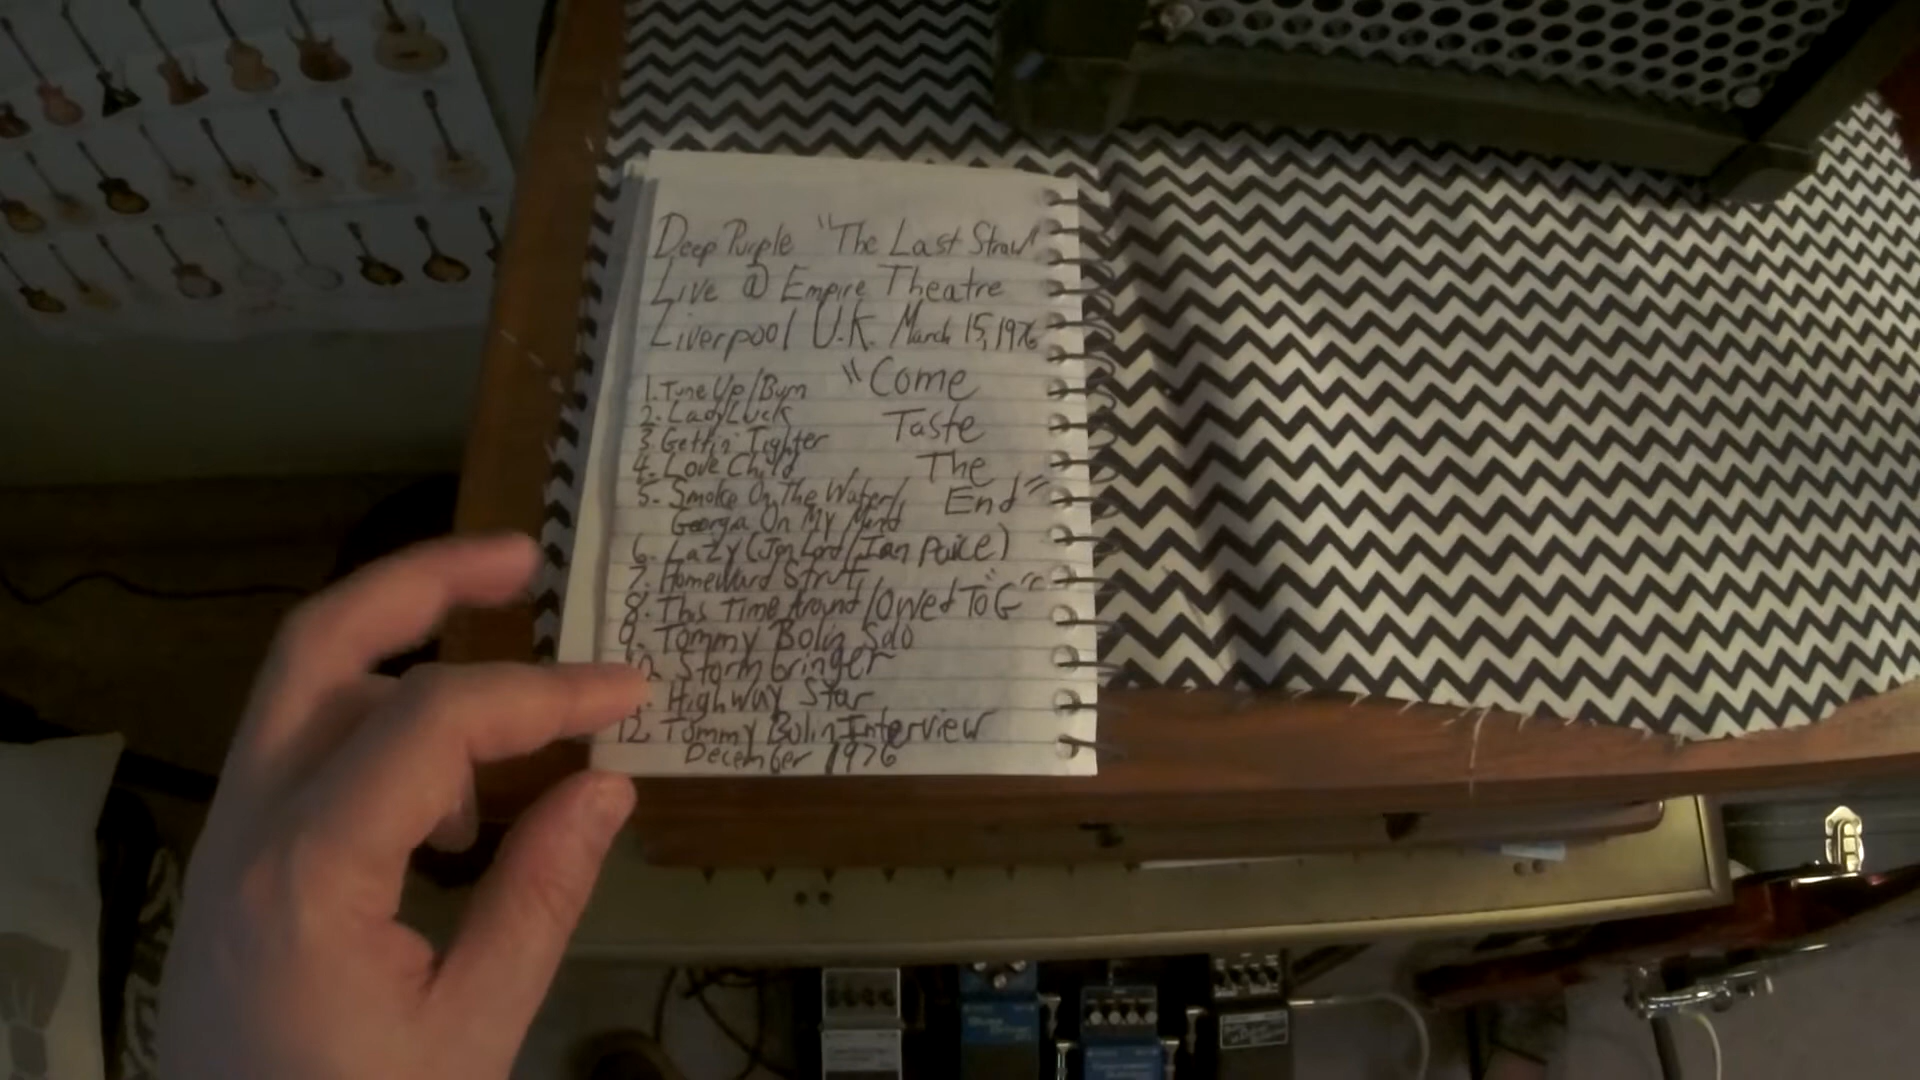 Deep Purple "The Last Straw"
Live @ Empire Theatre
Liverpool U.K. March 15, 1976
"Come
Taste
The
End"
1. Tune Up/Burn
2. Lady Luck
3. Gettin' Tighter
4. Love Child
5. Smoke On The Water/
Georgia On My Mind
6. Lazy (Jon Lord/Ian Paice)
7. Homeward Strut
8. This Time Around/Owed To "G"
9. Tommy Bolin Solo
Stormbringer
Highway Star
12. Tommy Bolin Interview
December 1976